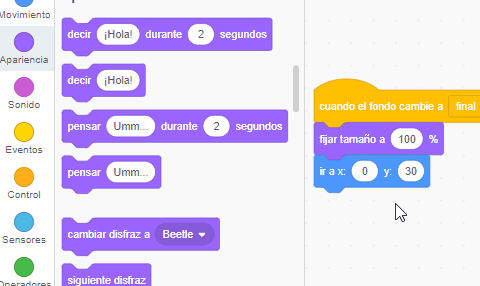 Movimiento
Apariencia
Sonido
Eventos
Control
Sensores
Operadores
decir ¡Hola! durante 2 segundos
decir ¡Hola!
pensar Umm... durante 2 segundos
pensar Umm...
cambiar disfraz a Beetle
siguiente disfraz
cuando el fondo cambie a final
fijar tamaño a 100 %
ir a x: 0 y: 30